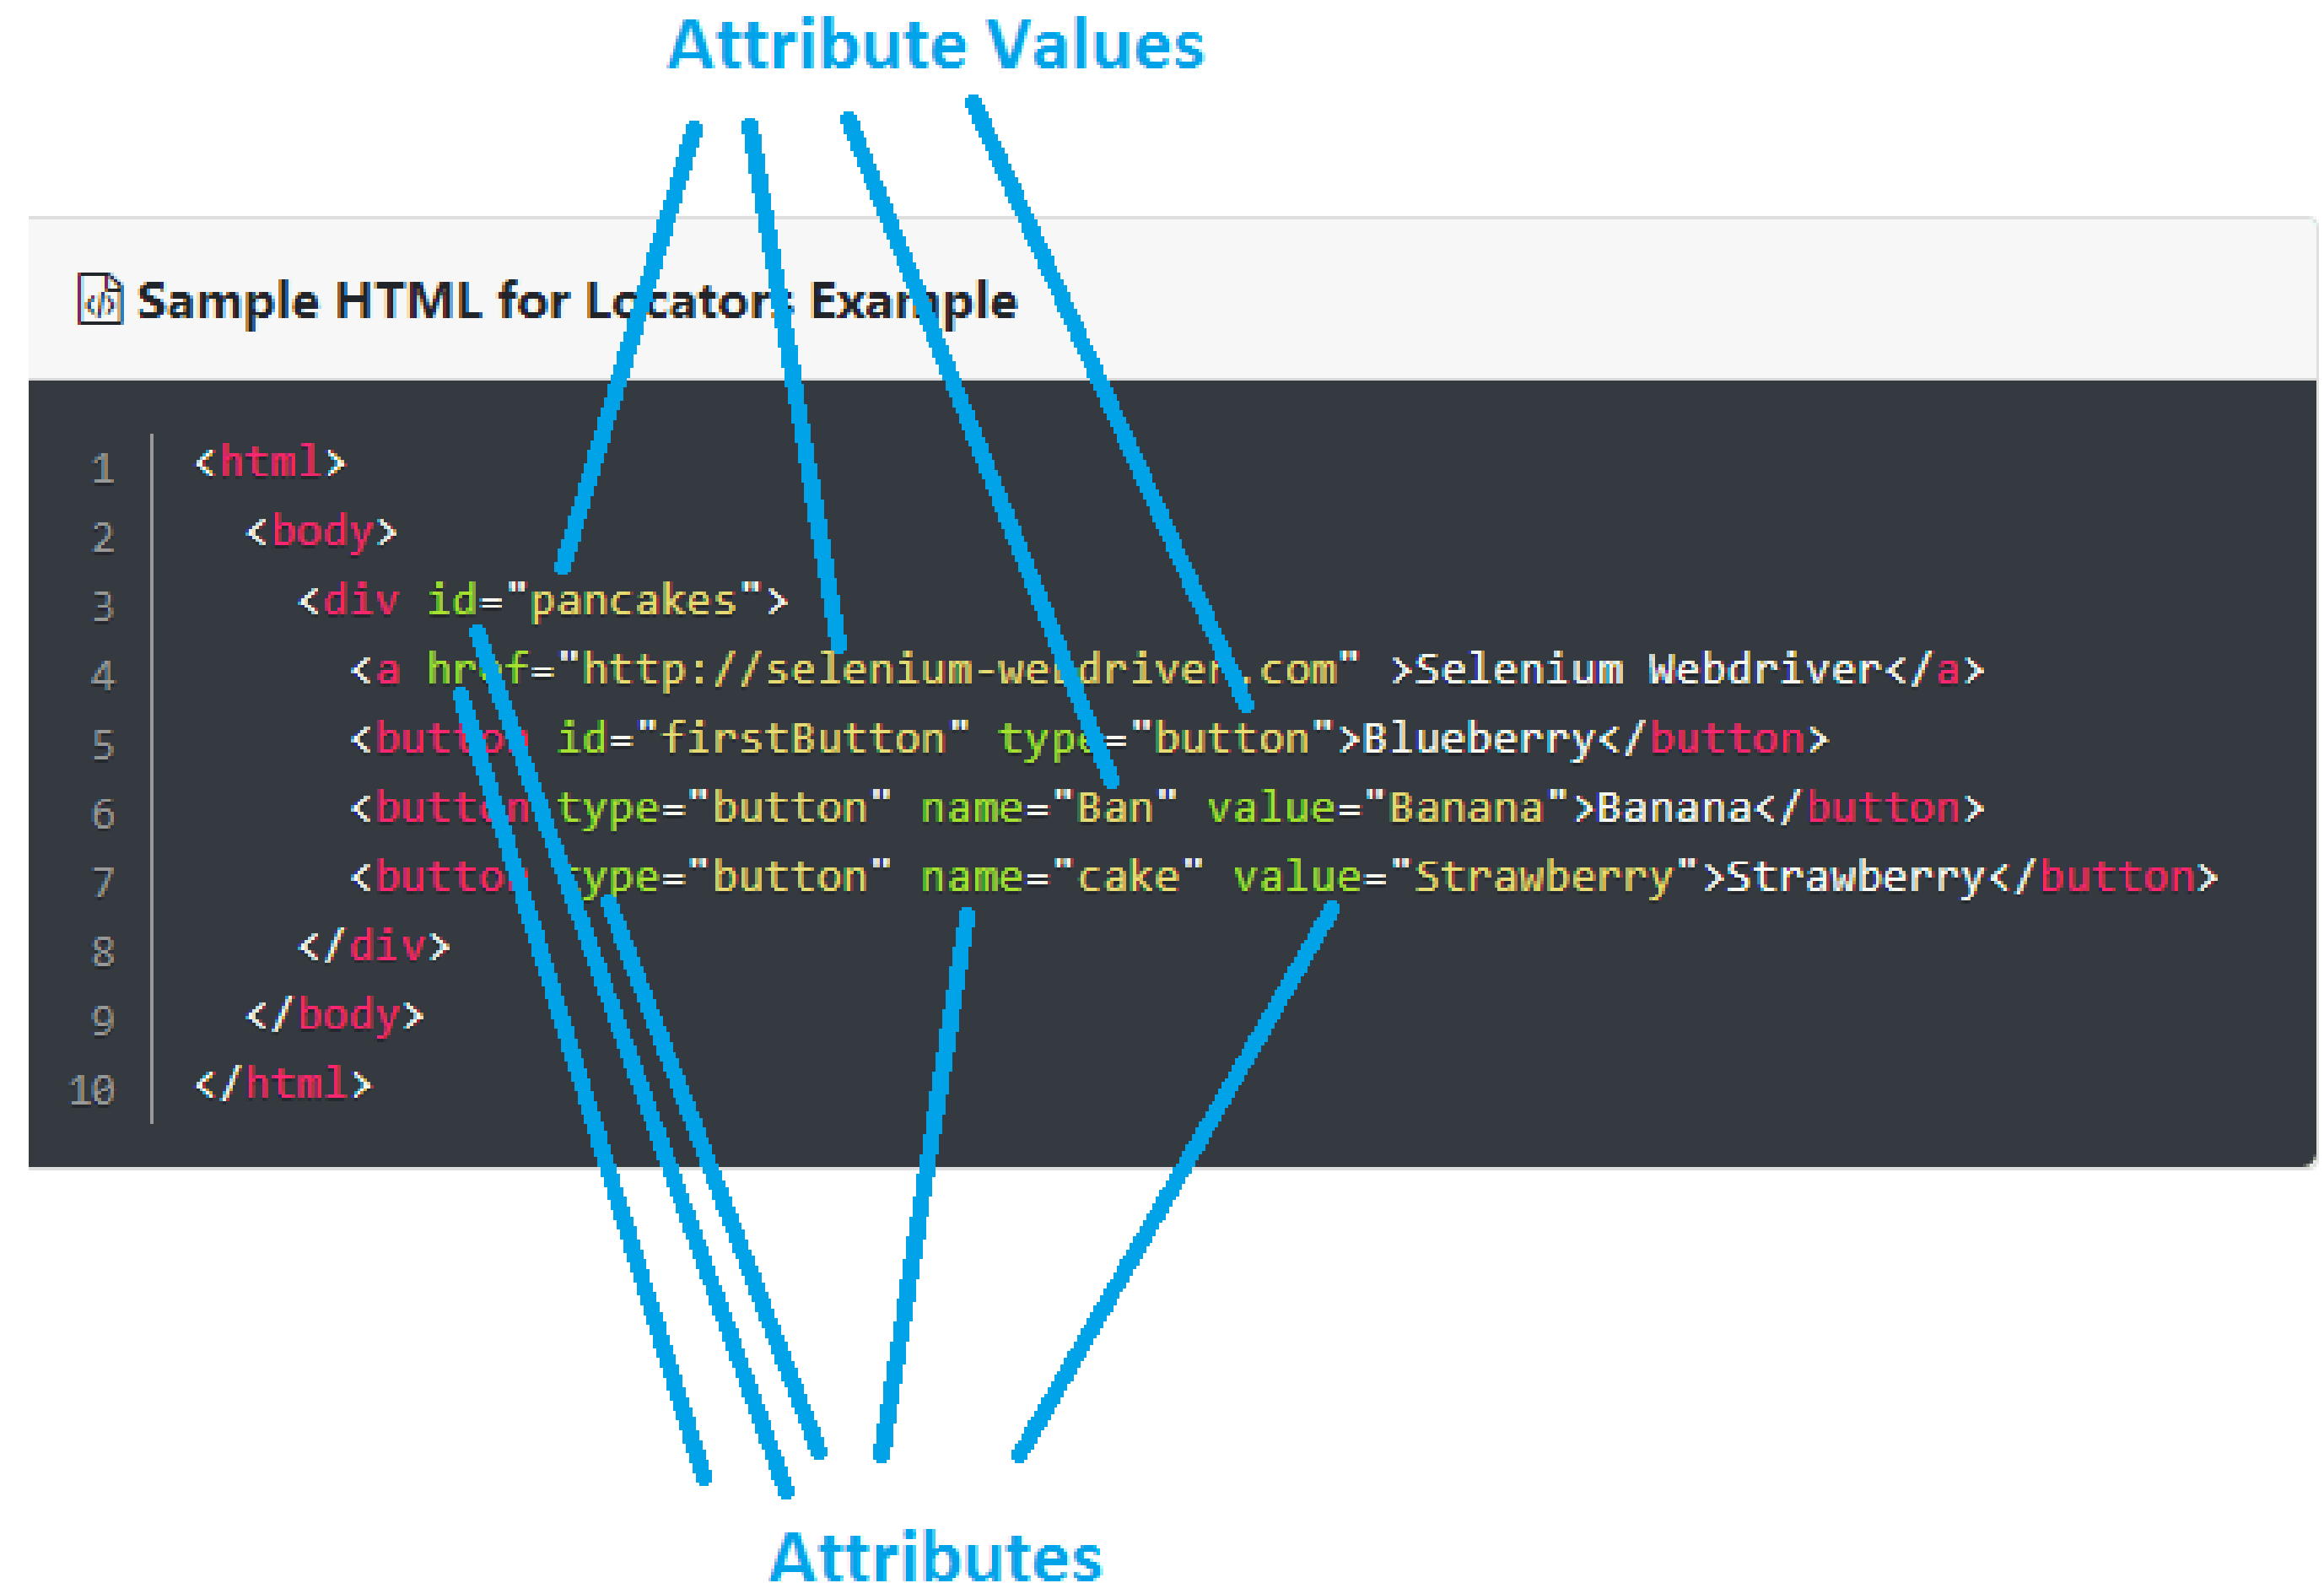 Attribute Values
Sample HTML for Locators Example
1 <html>
2 <body>
3 <div id="pancakes">
4 <a href="http://selenium-webdriver.com" >Selenium Webdriver</a>
5 <button id="firstButton" type="button">Blueberry</button>
6 <button type="button" name="Ban" value="Banana">Banana</button>
7 <button type="button" name="cake" value="Strawberry">Strawberry</button>
8 </div>
9 </body>
10 </html>
Attributes